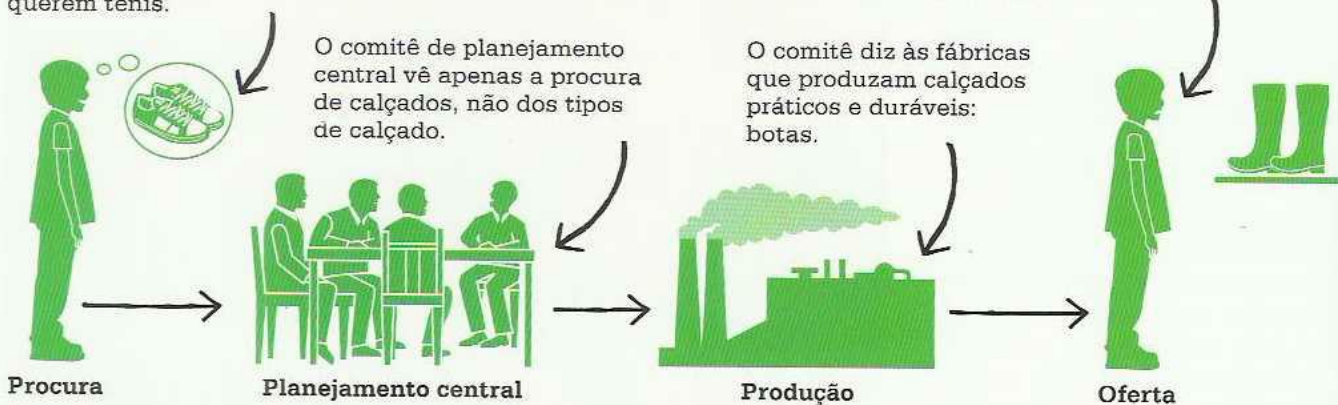 querem tênis.
O comitê de planejamento
central vê apenas a procura
de calçados, não dos tipos
de calçado.
O comitê diz às fábricas
que produzam calçados
práticos e duráveis:
botas.
Procura
Planejamento central
Produção
Oferta